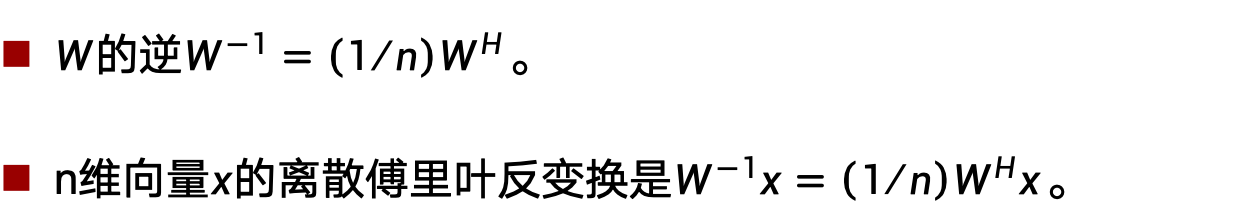 W的逆W⁻¹ = (1/n)Wᴴ。
n维向量x的离散傅里叶反变换是W⁻¹x = (1/n)Wᴴx。